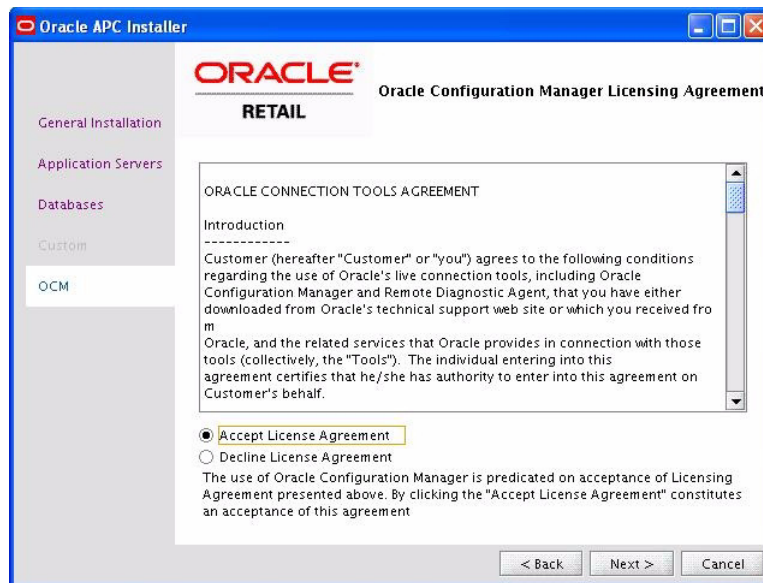 Oracle APC Installer
ORACLE
RETAIL
Oracle Configuration Manager Licensing Agreement
General Installation
Application Servers
Databases
Custom
OCM
ORACLE CONNECTION TOOLS AGREEMENT
Introduction
------------
Customer (hereafter "Customer" or "you") agrees to the following conditions
regarding the use of Oracle's live connection tools, including Oracle
Configuration Manager and Remote Diagnostic Agent, that you have either
downloaded from Oracle's technical support web site or which you received fro
m
Oracle, and the related services that Oracle provides in connection with those
tools (collectively, the "Tools").  The individual entering into this
agreement certifies that he/she has authority to enter into this agreement on
Customer's behalf.
Accept License Agreement
Decline License Agreement
The use of Oracle Configuration Manager is predicated on acceptance of Licensing
Agreement presented above. By clicking the "Accept License Agreement" constitutes
an acceptance of this agreement
< Back
Next >
Cancel